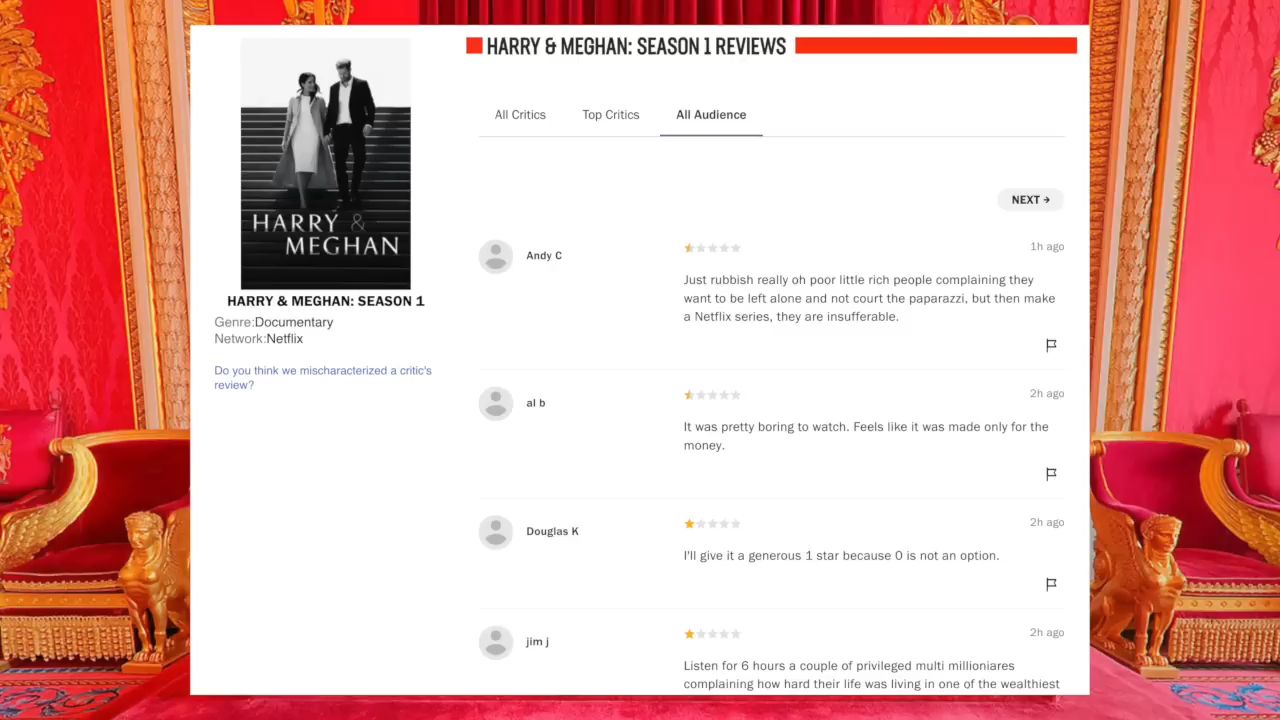 HARRY & MEGHAN: SEASON 1 REVIEWS
HARRY &
MEGHAN
HARRY & MEGHAN: SEASON 1
Genre:Documentary
Network:Netflix
Do you think we mischaracterized a critic's
review?
All Critics
Top Critics
All Audience
NEXT →
Andy C
1h ago
Just rubbish really oh poor little rich people complaining they
want to be left alone and not court the paparazzi, but then make
a Netflix series, they are insufferable.
al b
2h ago
It was pretty boring to watch. Feels like it was made only for the
money.
Douglas K
2h ago
I'll give it a generous 1 star because 0 is not an option.
jim j
2h ago
Listen for 6 hours a couple of privileged multi millioniares
complaining how hard their life was living in one of the wealthiest